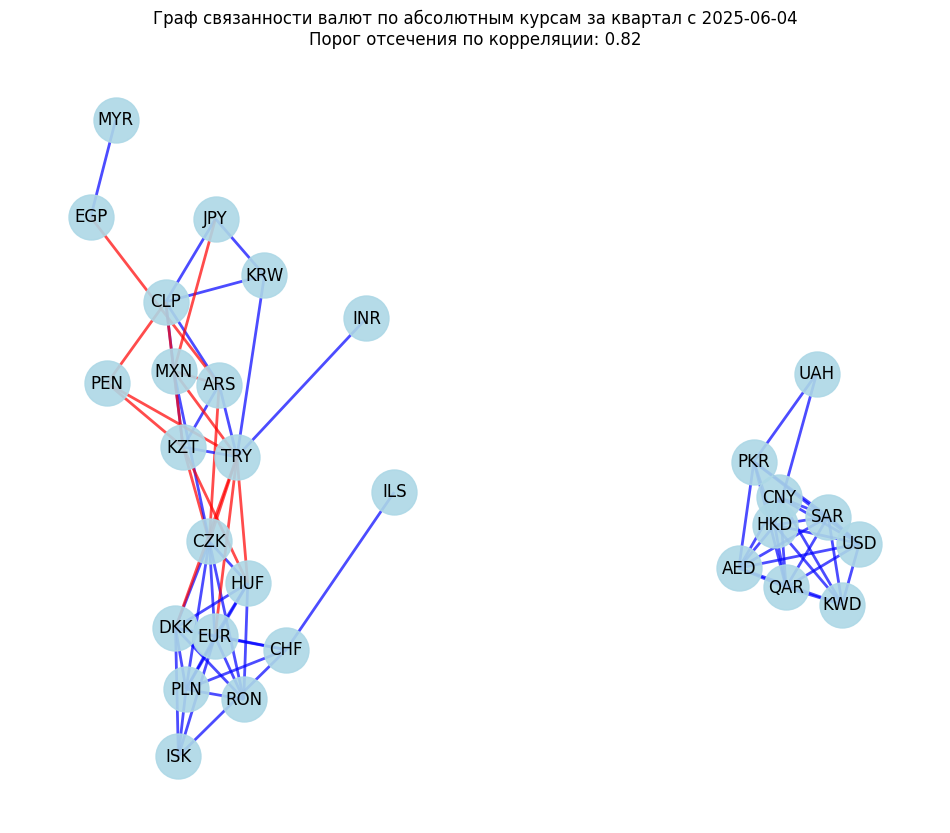 Граф связанности валют по абсолютным курсам за квартал с 2025-06-04
Порог отсечения по корреляции: 0.82
MYR
EGP
JPY
KRW
CLP
INR
MXN
ARS
PEN
UAH
KZT
TRY
PKR
ILS
CNY
HKD
SAR
CZK
USD
AED
HUF
QAR
KWD
DKK
EUR
CHF
PLN
RON
ISK